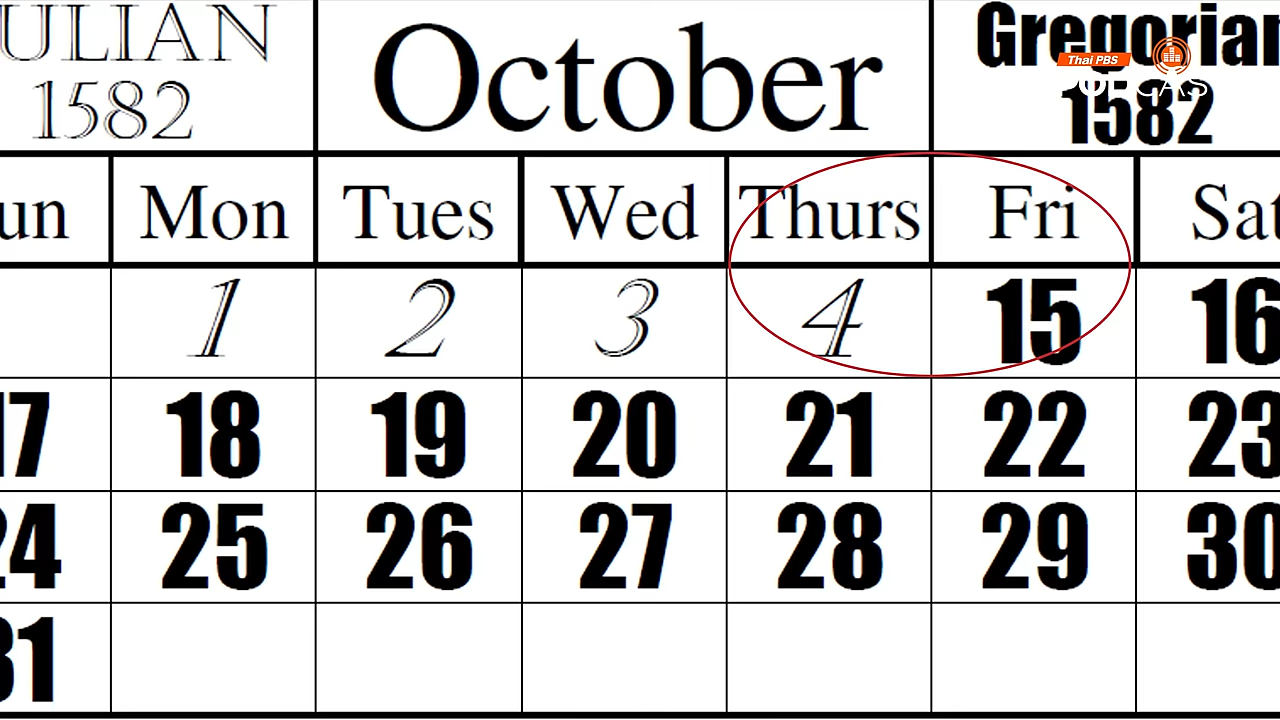 ULIAN
1582
October
Gregorian
1582
Thai PBS
PODCAS
un Mon Tues Wed Thurs Fri Sat
1 2 3 4 15 16
17 18 19 20 21 22 23
24 25 26 27 28 29 30
31